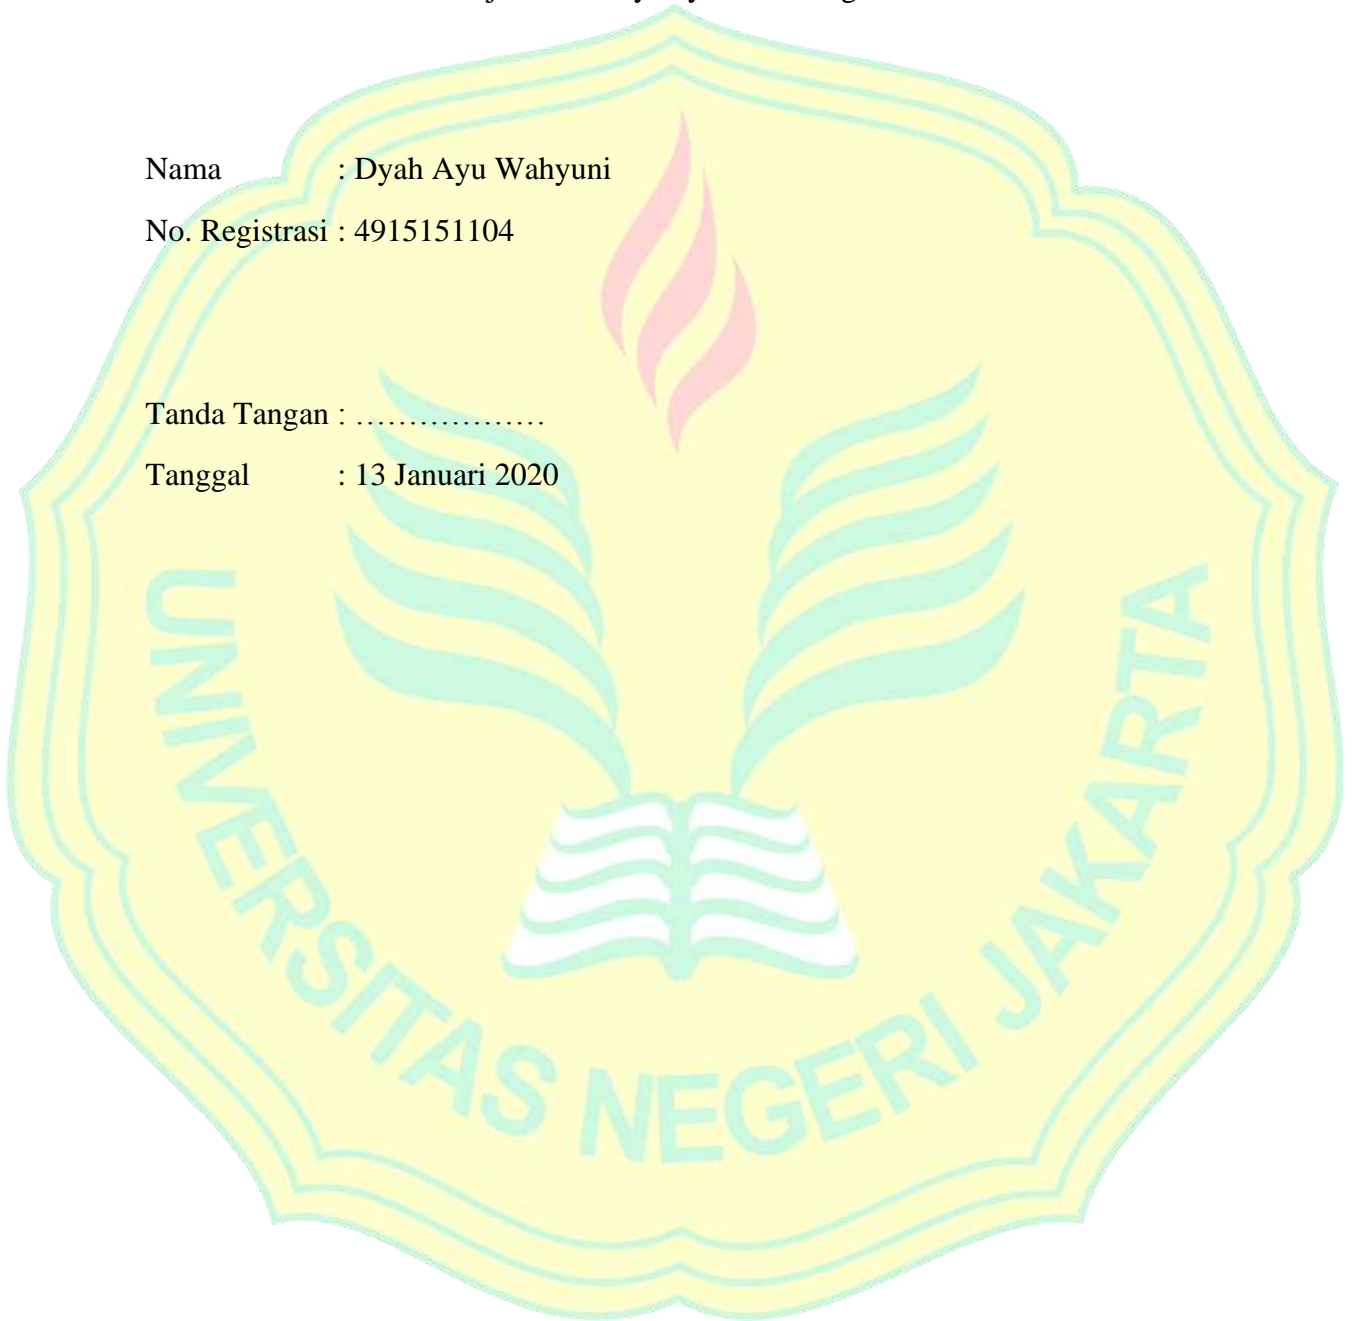 Nama : Dyah Ayu Wahyuni
No. Registrasi : 4915151104
Tanda Tangan : ………………
Tanggal : 13 Januari 2020
UNIVERSITAS NEGERI JAKARTA